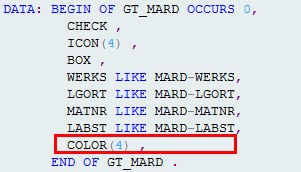 DATA: BEGIN OF GT_MARD OCCURS 0,
CHECK ,
ICON(4) ,
BOX ,
WERKS LIKE MARD-WERKS,
LGORT LIKE MARD-LGORT,
MATNR LIKE MARD-MATNR,
LABST LIKE MARD-LABST,
COLOR(4) ,
END OF GT_MARD .